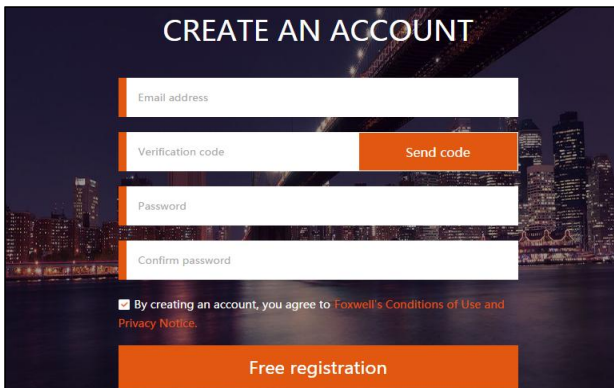 CREATE AN ACCOUNT
Email address
Verification code
Send code
Password
Confirm password
By creating an account, you agree to Foxwell's Conditions of Use and
Privacy Notice.
Free registration